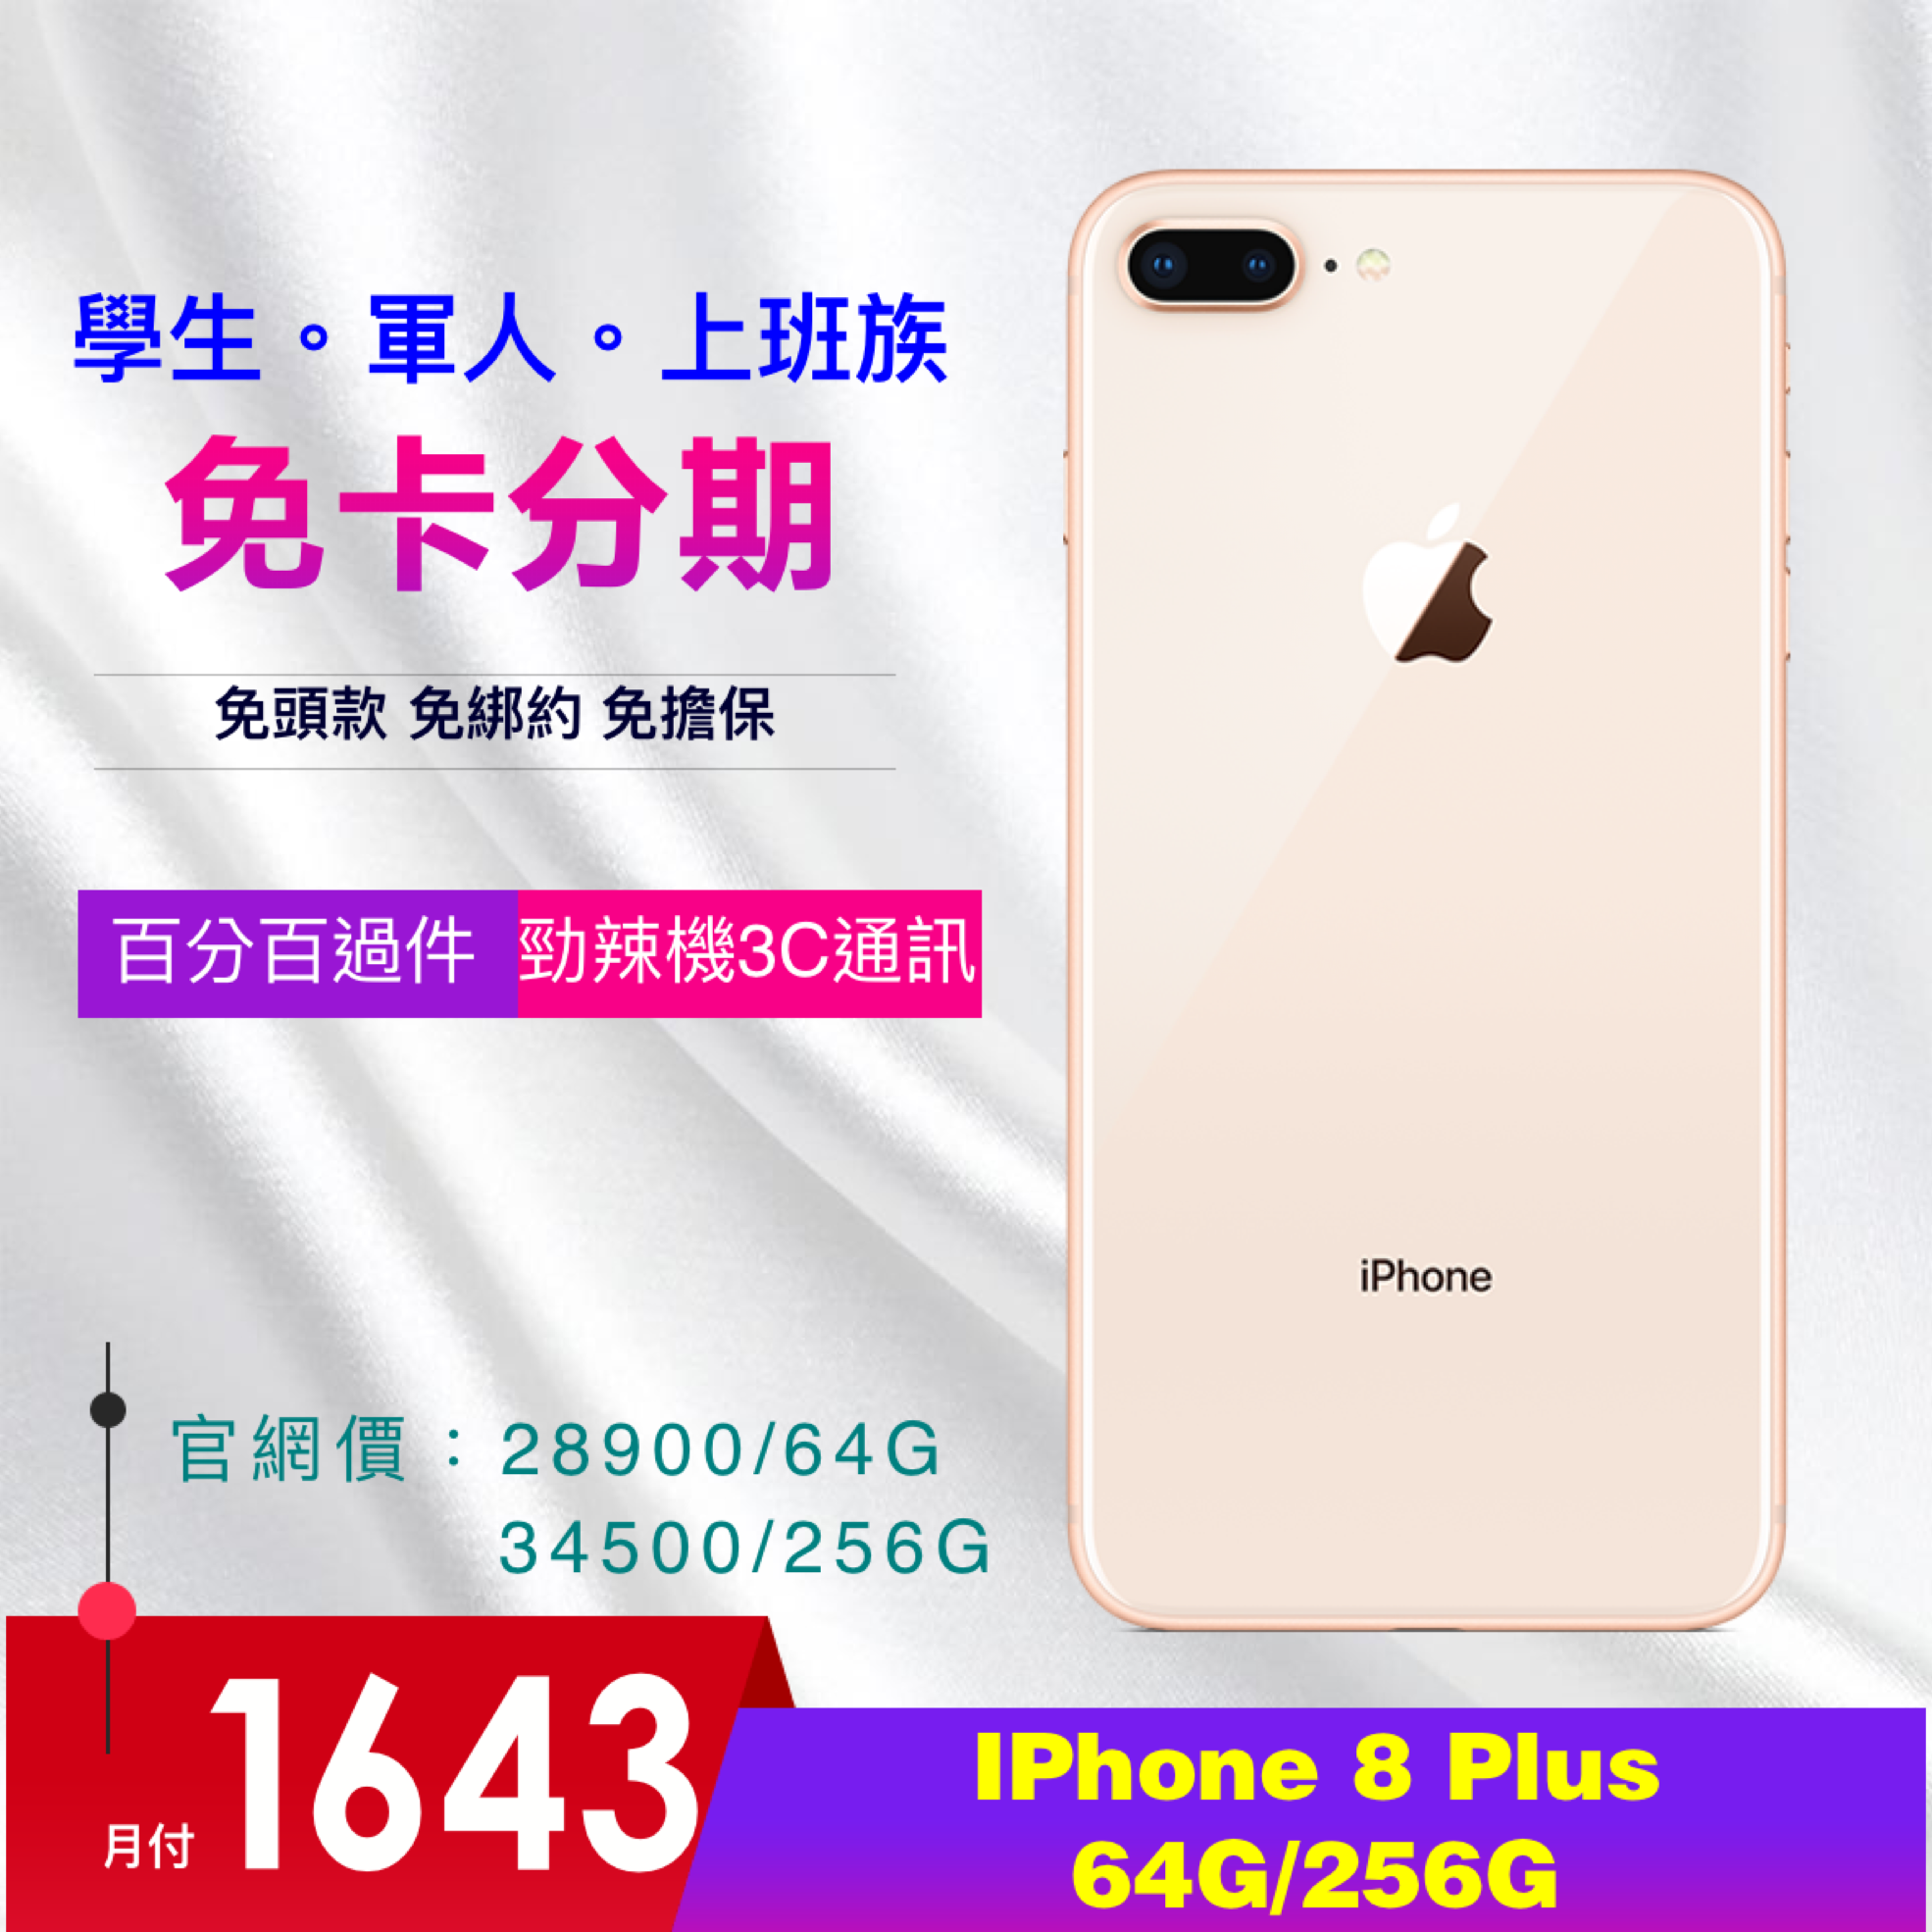 學生。軍人。上班族
免卡分期
免頭款 免綁約 免擔保
百分百過件 勁辣機3C通訊
iPhone
官網價：28900/64G
34500/256G
月付 1643
IPhone 8 Plus
64G/256G